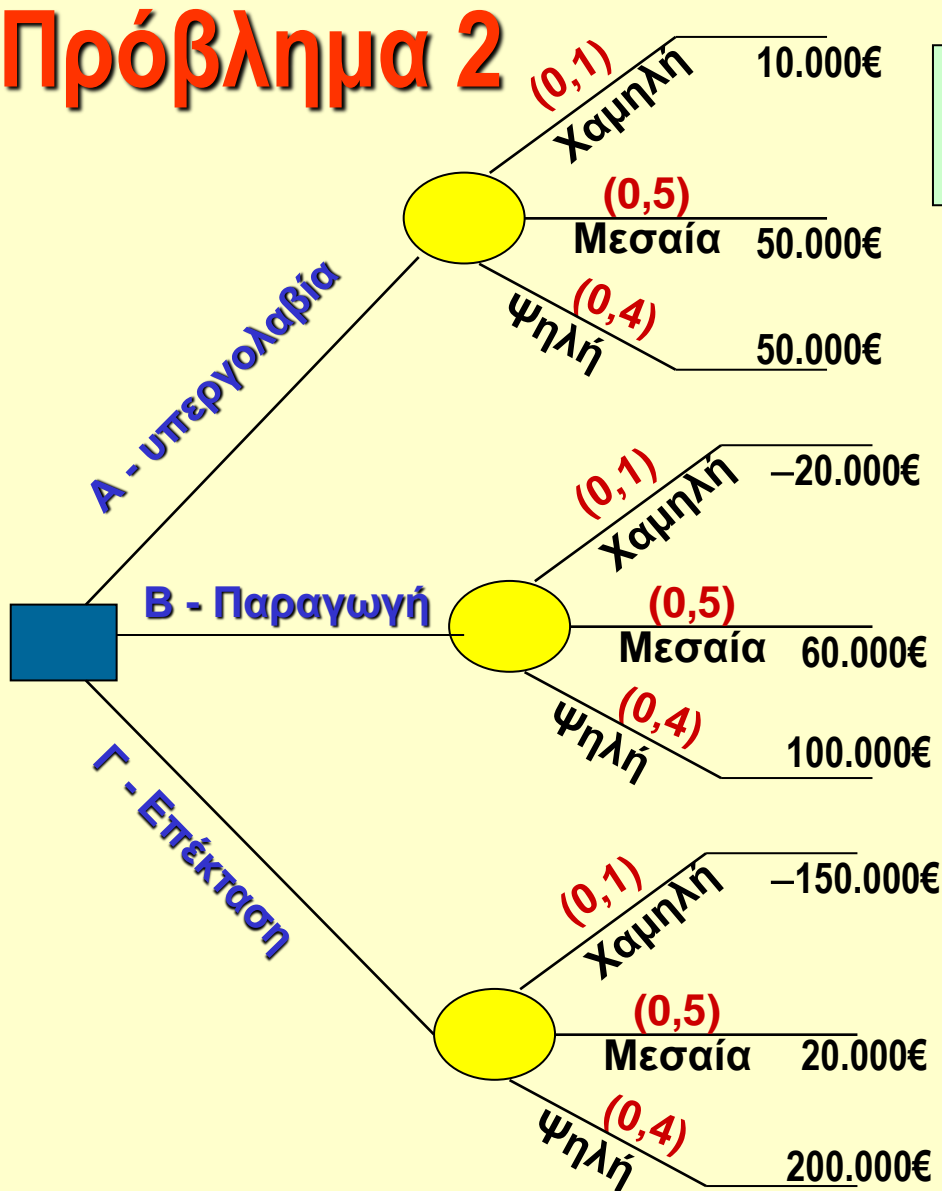 Πρόβλημα 2
(0,1)
Χαμηλή
10.000€
(0,5)
Μεσαία
50.000€
(0,4)
Ψηλή
50.000€
Α - υπεργολαβία
(0,1)
Χαμηλή
–20.000€
Β - Παραγωγή
(0,5)
Μεσαία
60.000€
(0,4)
Ψηλή
100.000€
Γ - Επέκταση
(0,1)
Χαμηλή
–150.000€
(0,5)
Μεσαία
20.000€
(0,4)
Ψηλή
200.000€